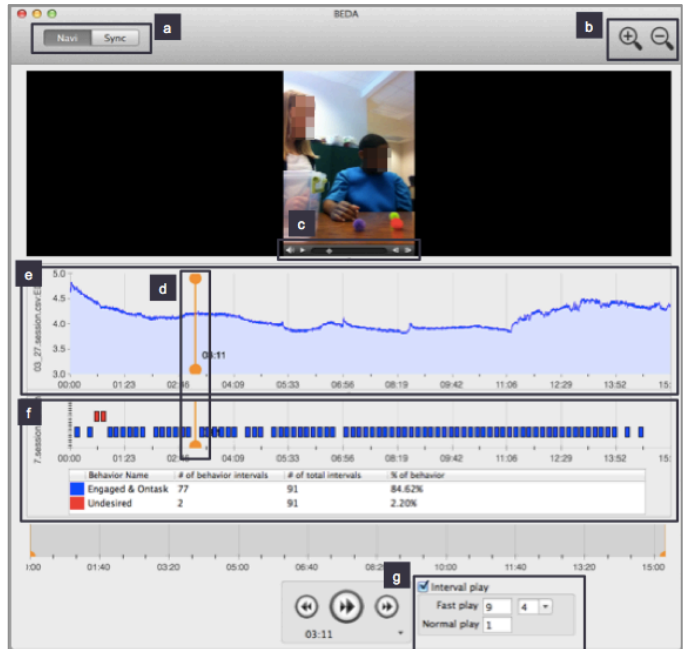 BEDA
a
Navi Sync
b
c
e
d
5.0
4.5
4.0
3.5
3.0
03:11
00:00 01:23 02:46 04:09 05:33 06:56 08:19 09:42 11:06 12:29 13:52 15:
f
00:00 01:23 02:46 04:09 05:33 06:56 08:19 09:42 11:06 12:29 13:52 15:
Behavior Name # of behavior intervals # of total intervals % of behavior
Engaged & Ontask 77 91 84.62%
Undesired 2 91 2.20%
:00 01:40 03:20 05:00 06:40 08:20 10:00 11:40 13:20 15:00
g
Interval play
Fast play 9 4
Normal play 1
03:11